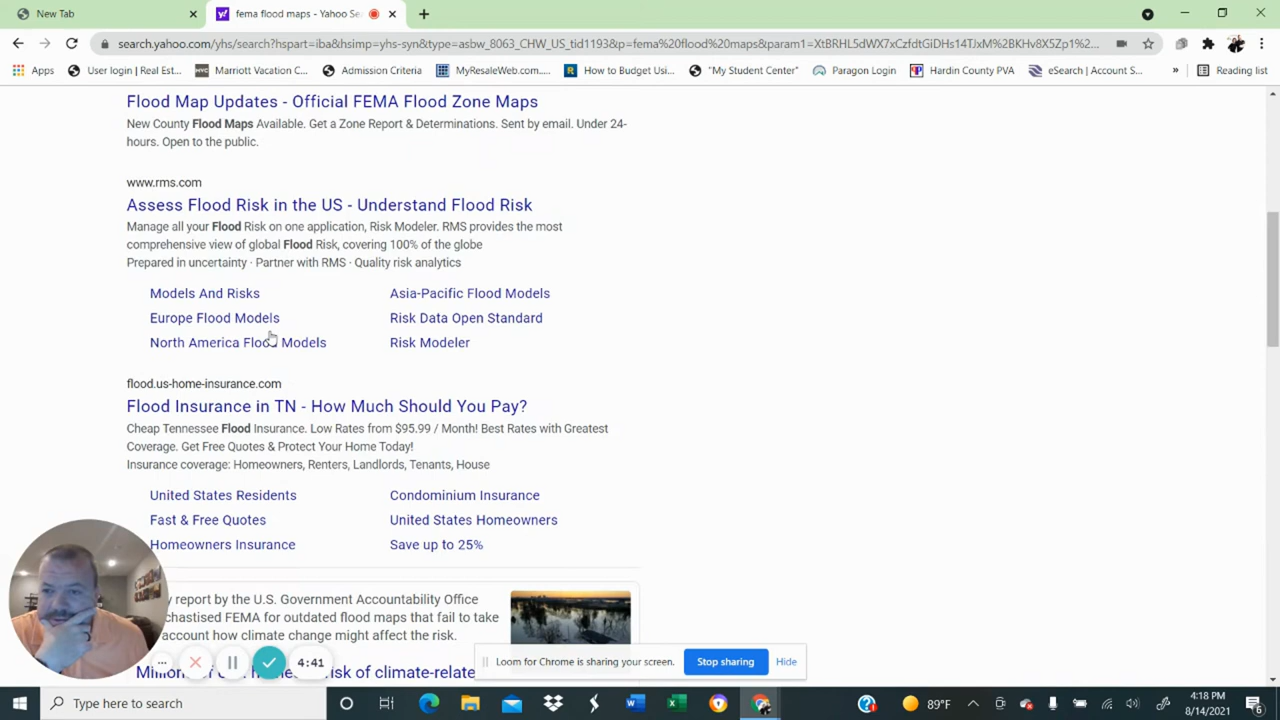 New Tab
fema flood maps - Yahoo Se
search.yahoo.com/yhs/search?hspart=iba&hsimp=yhs-syn&type=asbw_8063_CHW_US_tid1193&p=fema%20flood%20maps&param1=XtBRHL5dWX7xCzfdtGiDHs14TJxM%2BKHv8X5Zp1%2...
Apps
User login | Real Est...
Marriott Vacation C...
Admission Criteria
MyResaleWeb.com,...
How to Budget Usi...
"My Student Center"
Paragon Login
Hardin County PVA
eSearch | Account S...
»
Reading list
Flood Map Updates - Official FEMA Flood Zone Maps
New County Flood Maps Available. Get a Zone Report & Determinations. Sent by email. Under 24-
hours. Open to the public.
www.rms.com
Assess Flood Risk in the US - Understand Flood Risk
Manage all your Flood Risk on one application, Risk Modeler. RMS provides the most
comprehensive view of global Flood Risk, covering 100% of the globe
Prepared in uncertainty · Partner with RMS · Quality risk analytics
Models And Risks
Asia-Pacific Flood Models
Europe Flood Models
Risk Data Open Standard
North America Flood Models
Risk Modeler
flood.us-home-insurance.com
Flood Insurance in TN - How Much Should You Pay?
Cheap Tennessee Flood Insurance. Low Rates from $95.99 / Month! Best Rates with Greatest
Coverage. Get Free Quotes & Protect Your Home Today!
Insurance coverage: Homeowners, Renters, Landlords, Tenants, House
United States Residents
Condominium Insurance
Fast & Free Quotes
United States Homeowners
Homeowners Insurance
Save up to 25%
report by the U.S. Government Accountability Office
chastised FEMA for outdated flood maps that fail to take
account how climate change might affect the risk.
risk of climate-relate
4:41
Loom for Chrome is sharing your screen.
Stop sharing
Hide
Type here to search
89°F
4:18 PM
8/14/2021
6